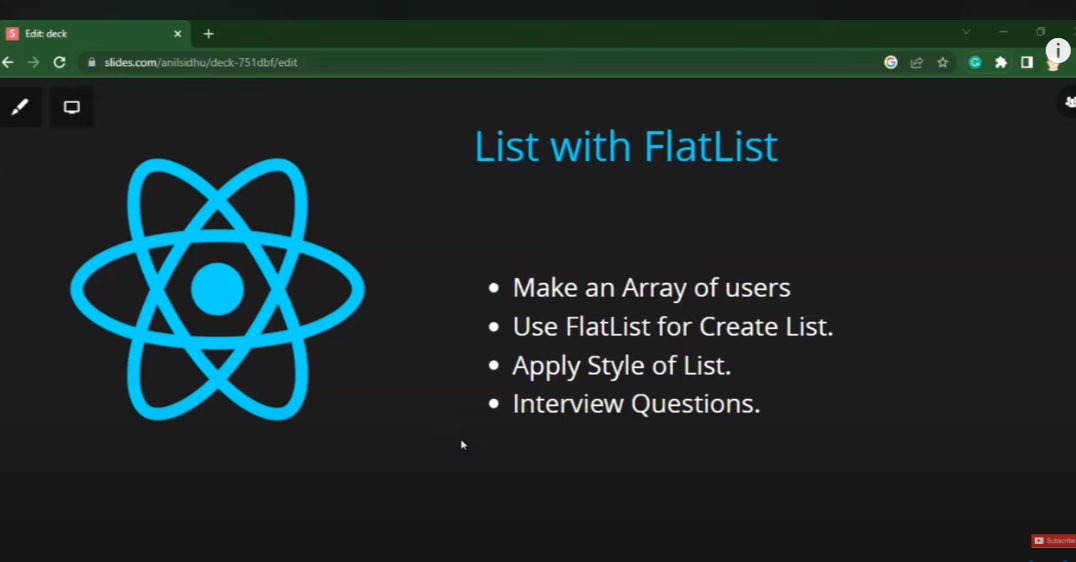 S Edit: deck
slides.com/anilsidhu/deck-751dbf/edit
List with FlatList
Make an Array of users
Use FlatList for Create List.
Apply Style of List.
Interview Questions.
Subscribe